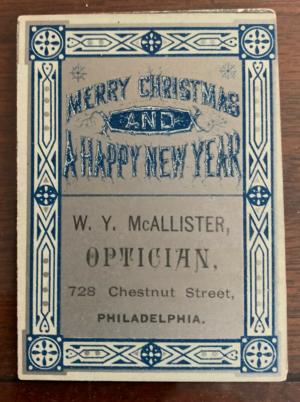 MERRY CHRISTMAS
AND
A HAPPY NEW YEAR
W. Y. McALLISTER,
OPTICIAN,
728 Chestnut Street,
PHILADELPHIA.